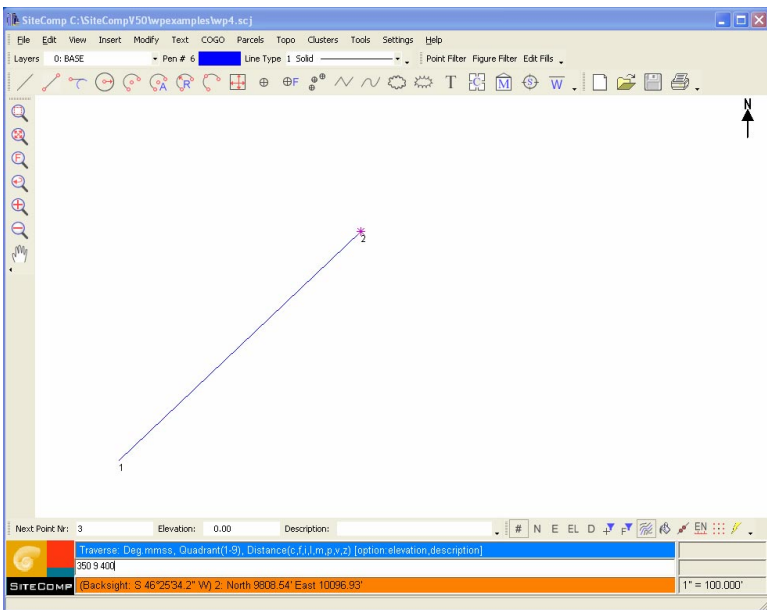 SiteComp C:\SiteCompV50\wpexamples\wp4.scj
File Edit View Insert Modify Text COGO Parcels Topo Clusters Tools Settings Help
Layers 0: BASE Pen # 6 Line Type 1 Solid Point Filter Figure Filter Edit Fills
A R F T C M S W
N
F
2
1
Next Point Nr: 3 Elevation: 0.00 Description: # N E EL D F EN
Traverse: Deg.mmss, Quadrant(1-9), Distance(c,f,i,l,m,p,v,z) [option:elevation,description]
350 9 400
SITECOMP (Backsight: S 46°25'34.2" W) 2: North 9808.54' East 10096.93' 1" = 100.000'